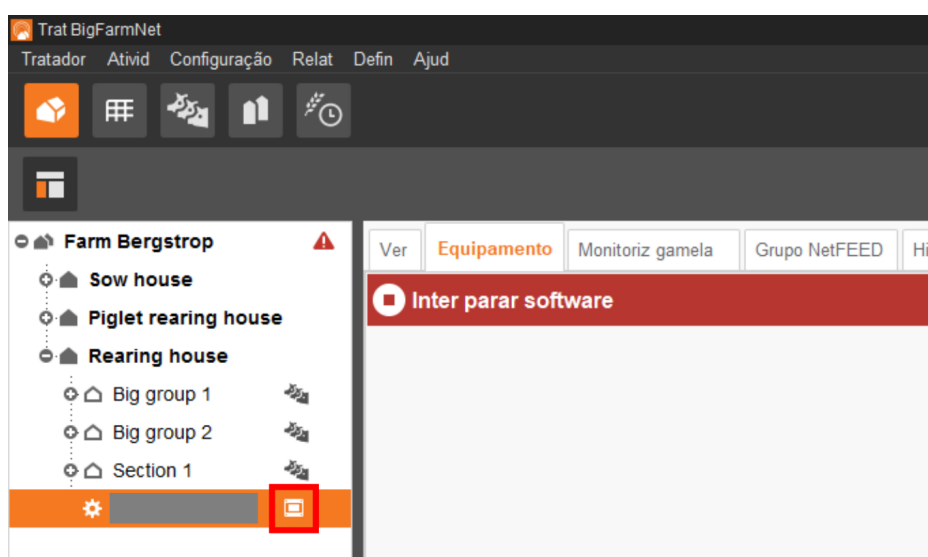 Trat BigFarmNet
Tratador Ativid Configuração Relat Defin Ajud
Farm Bergstrop
Sow house
Piglet rearing house
Rearing house
Big group 1
Big group 2
Section 1
Ver Equipamento Monitoriz gamela Grupo NetFEED Hi
Inter parar software